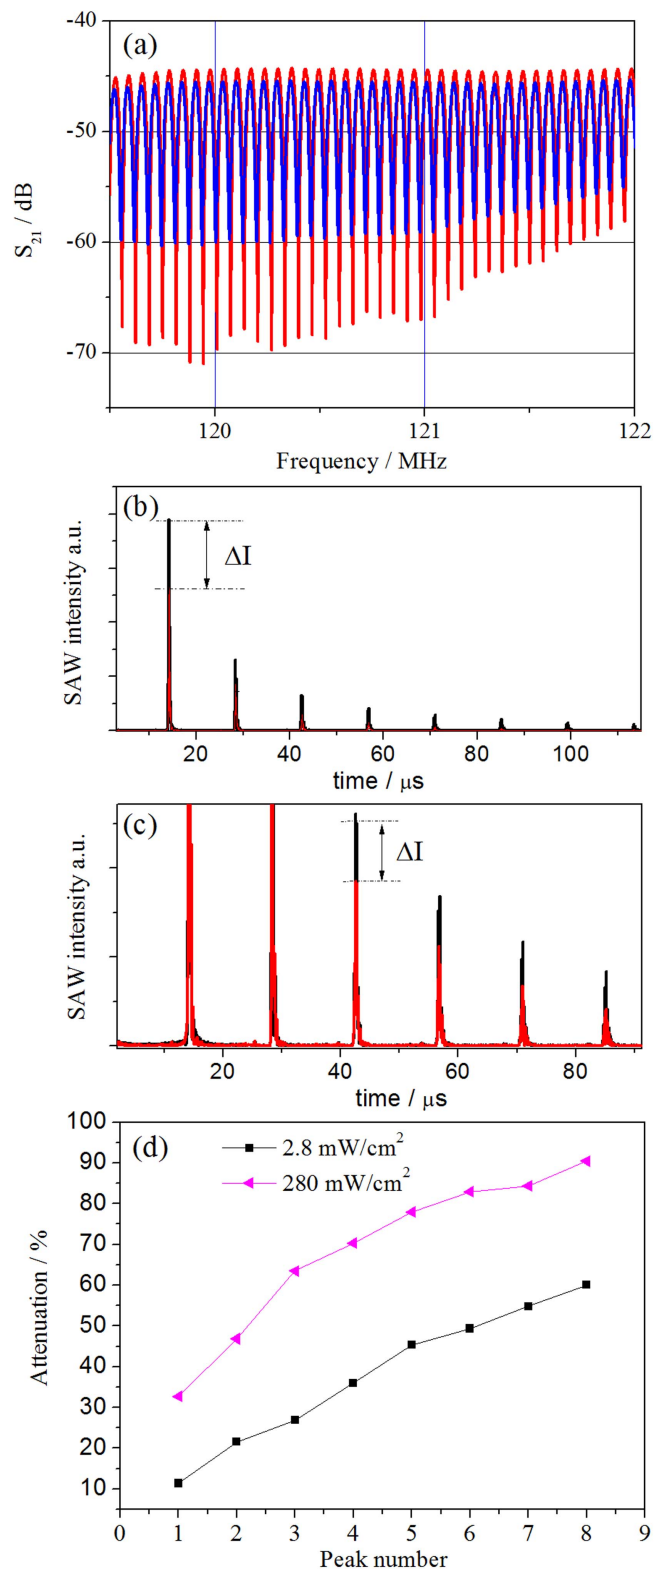 (a)
-40
-50
-60
-70
S21 / dB
120
121
122
Frequency / MHz
(b)
ΔI
SAW intensity a.u.
20
40
60
80
100
time / μs
(c)
ΔI
SAW intensity a.u.
20
40
60
80
time / μs
(d)
2.8 mW/cm²
280 mW/cm²
100
90
80
70
60
50
40
30
20
10
Attenuation / %
0 1 2 3 4 5 6 7 8 9
Peak number